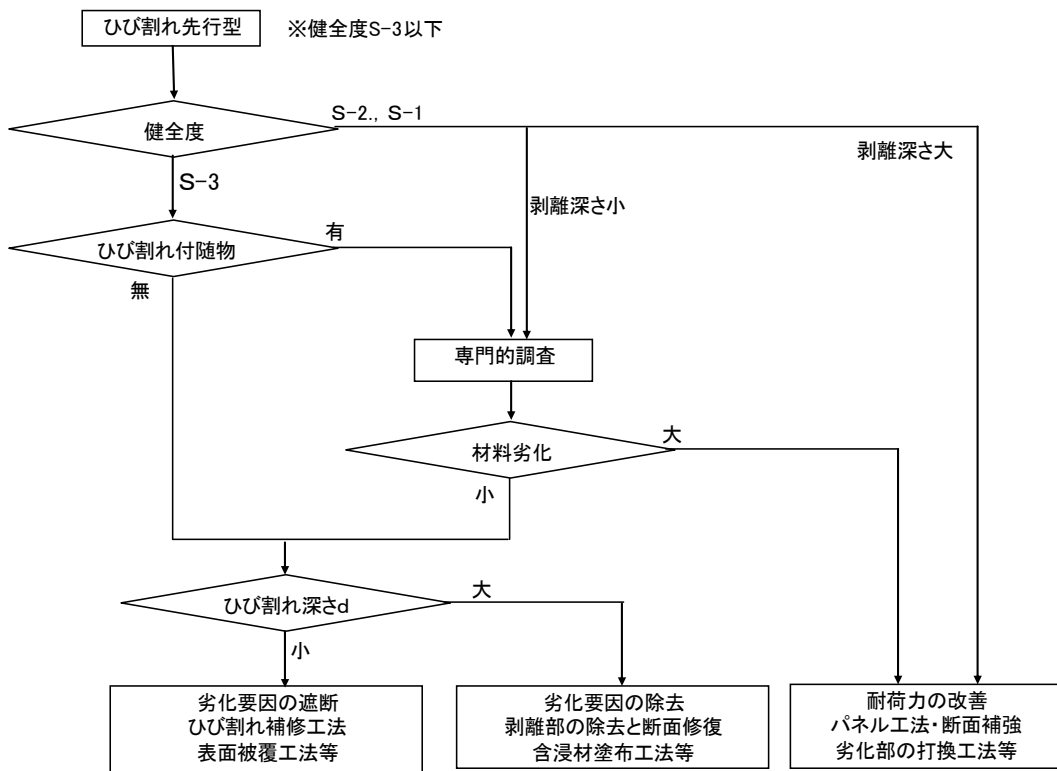 ひび割れ先行型
※健全度S-3以下
健全度
S-2., S-1
剥離深さ大
S-3
剥離深さ小
ひび割れ付随物
有
無
専門的調査
材料劣化
大
小
ひび割れ深さd
大
小
劣化要因の遮断
ひび割れ補修工法
表面被覆工法等
劣化要因の除去
剥離部の除去と断面修復
含浸材塗布工法等
耐荷力の改善
パネル工法・断面補強
劣化部の打換工法等